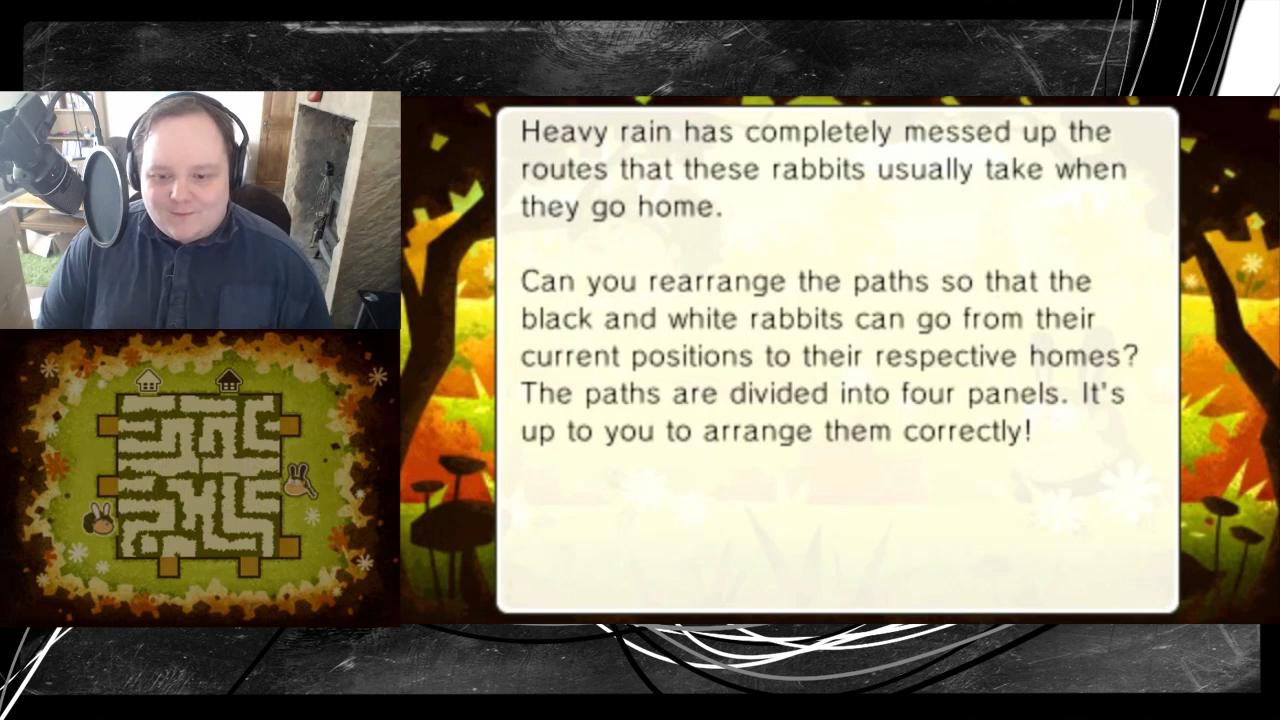 Heavy rain has completely messed up the
routes that these rabbits usually take when
they go home.
Can you rearrange the paths so that the
black and white rabbits can go from their
current positions to their respective homes?
The paths are divided into four panels. It's
up to you to arrange them correctly!